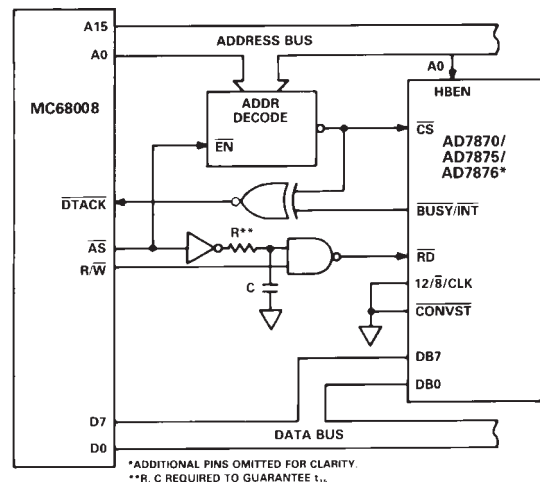 A15
ADDRESS BUS
A0
A0
MC68008
HBEN
ADDR
DECODE
EN
CS
AD7870/
AD7875/
AD7876*
DTACK
BUSY/INT
AS
R**
R/W
RD
C
12/8/CLK
CONVST
DB7
DB0
D7
D0
DATA BUS
*ADDITIONAL PINS OMITTED FOR CLARITY.
**R, C REQUIRED TO GUARANTEE